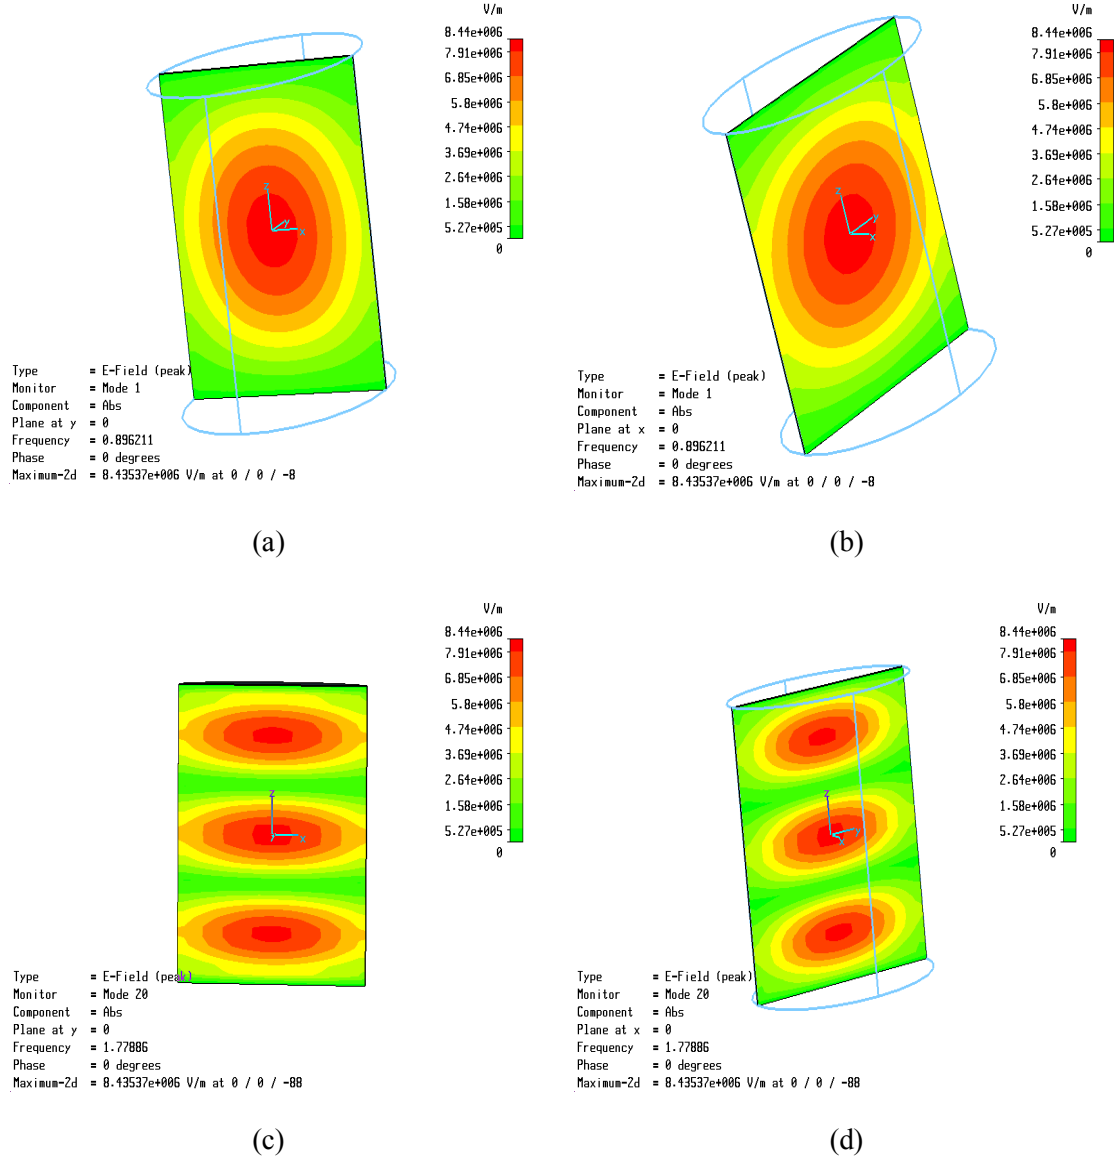 V/m
8.44e+006
7.91e+006
6.85e+006
5.8e+006
4.74e+006
3.69e+006
2.64e+006
1.58e+006
5.27e+005
0
z
y
x
Type = E-Field (peak)
Monitor = Mode 1
Component = Abs
Plane at y = 0
Frequency = 0.896211
Phase = 0 degrees
Maximum-2d = 8.43537e+006 V/m at 0 / 0 / -8
(a)
V/m
8.44e+006
7.91e+006
6.85e+006
5.8e+006
4.74e+006
3.69e+006
2.64e+006
1.58e+006
5.27e+005
0
z
y
x
Type = E-Field (peak)
Monitor = Mode 1
Component = Abs
Plane at x = 0
Frequency = 0.896211
Phase = 0 degrees
Maximum-2d = 8.43537e+006 V/m at 0 / 0 / -8
(b)
V/m
8.44e+006
7.91e+006
6.85e+006
5.8e+006
4.74e+006
3.69e+006
2.64e+006
1.58e+006
5.27e+005
0
z
y
x
Type = E-Field (peak)
Monitor = Mode 20
Component = Abs
Plane at y = 0
Frequency = 1.77886
Phase = 0 degrees
Maximum-2d = 8.43537e+006 V/m at 0 / 0 / -88
(c)
V/m
8.44e+006
7.91e+006
6.85e+006
5.8e+006
4.74e+006
3.69e+006
2.64e+006
1.58e+006
5.27e+005
0
z
y
x
Type = E-Field (peak)
Monitor = Mode 20
Component = Abs
Plane at x = 0
Frequency = 1.77886
Phase = 0 degrees
Maximum-2d = 8.43537e+006 V/m at 0 / 0 / -88
(d)